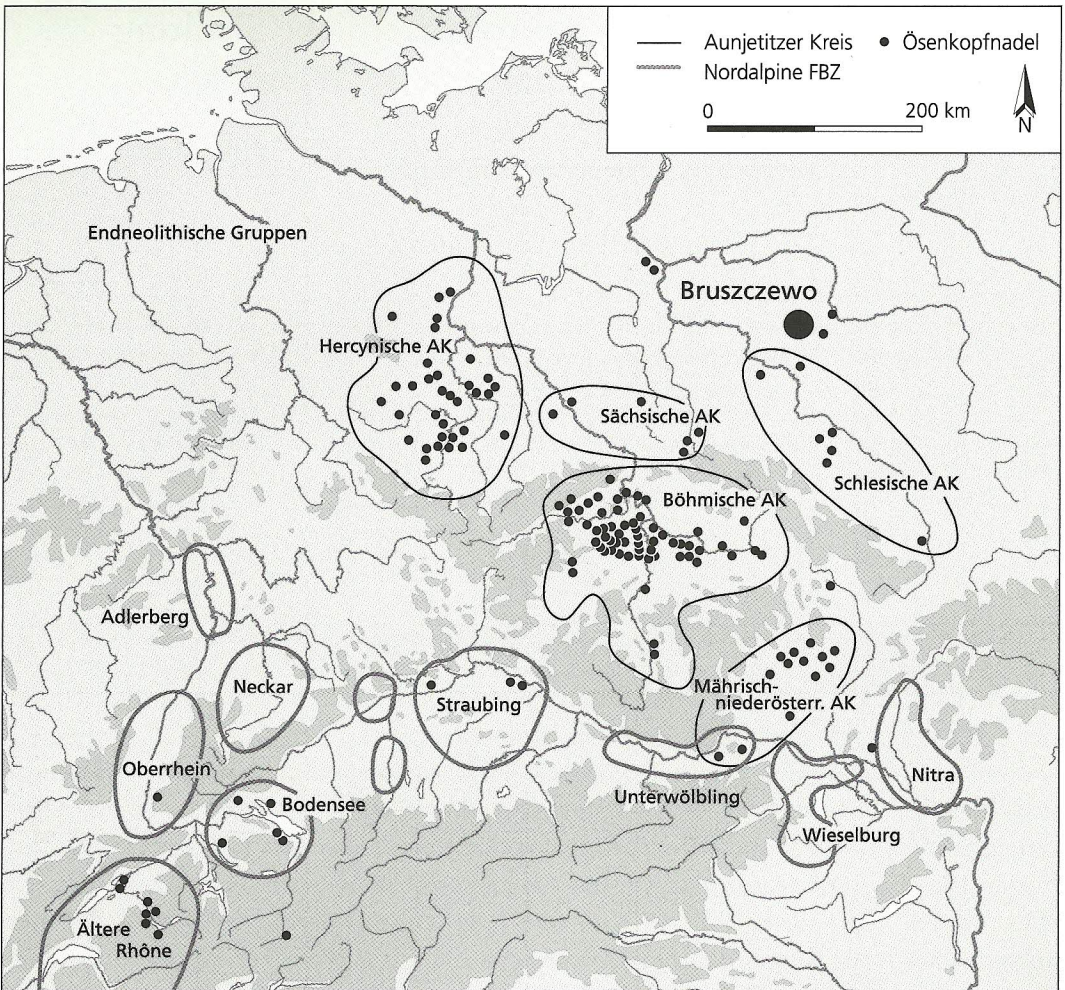 Aunjetitzer Kreis
Ösenkopfnadel
Nordalpine FBZ
0
200 km
N
Endneolithische Gruppen
Bruszczewo
Hercynische AK
Sächsische AK
Schlesische AK
Böhmische AK
Adlerberg
Neckar
Straubing
Mährisch-
niederösterr. AK
Oberrhein
Bodensee
Unterwölbling
Nitra
Wieselburg
Ältere
Rhône